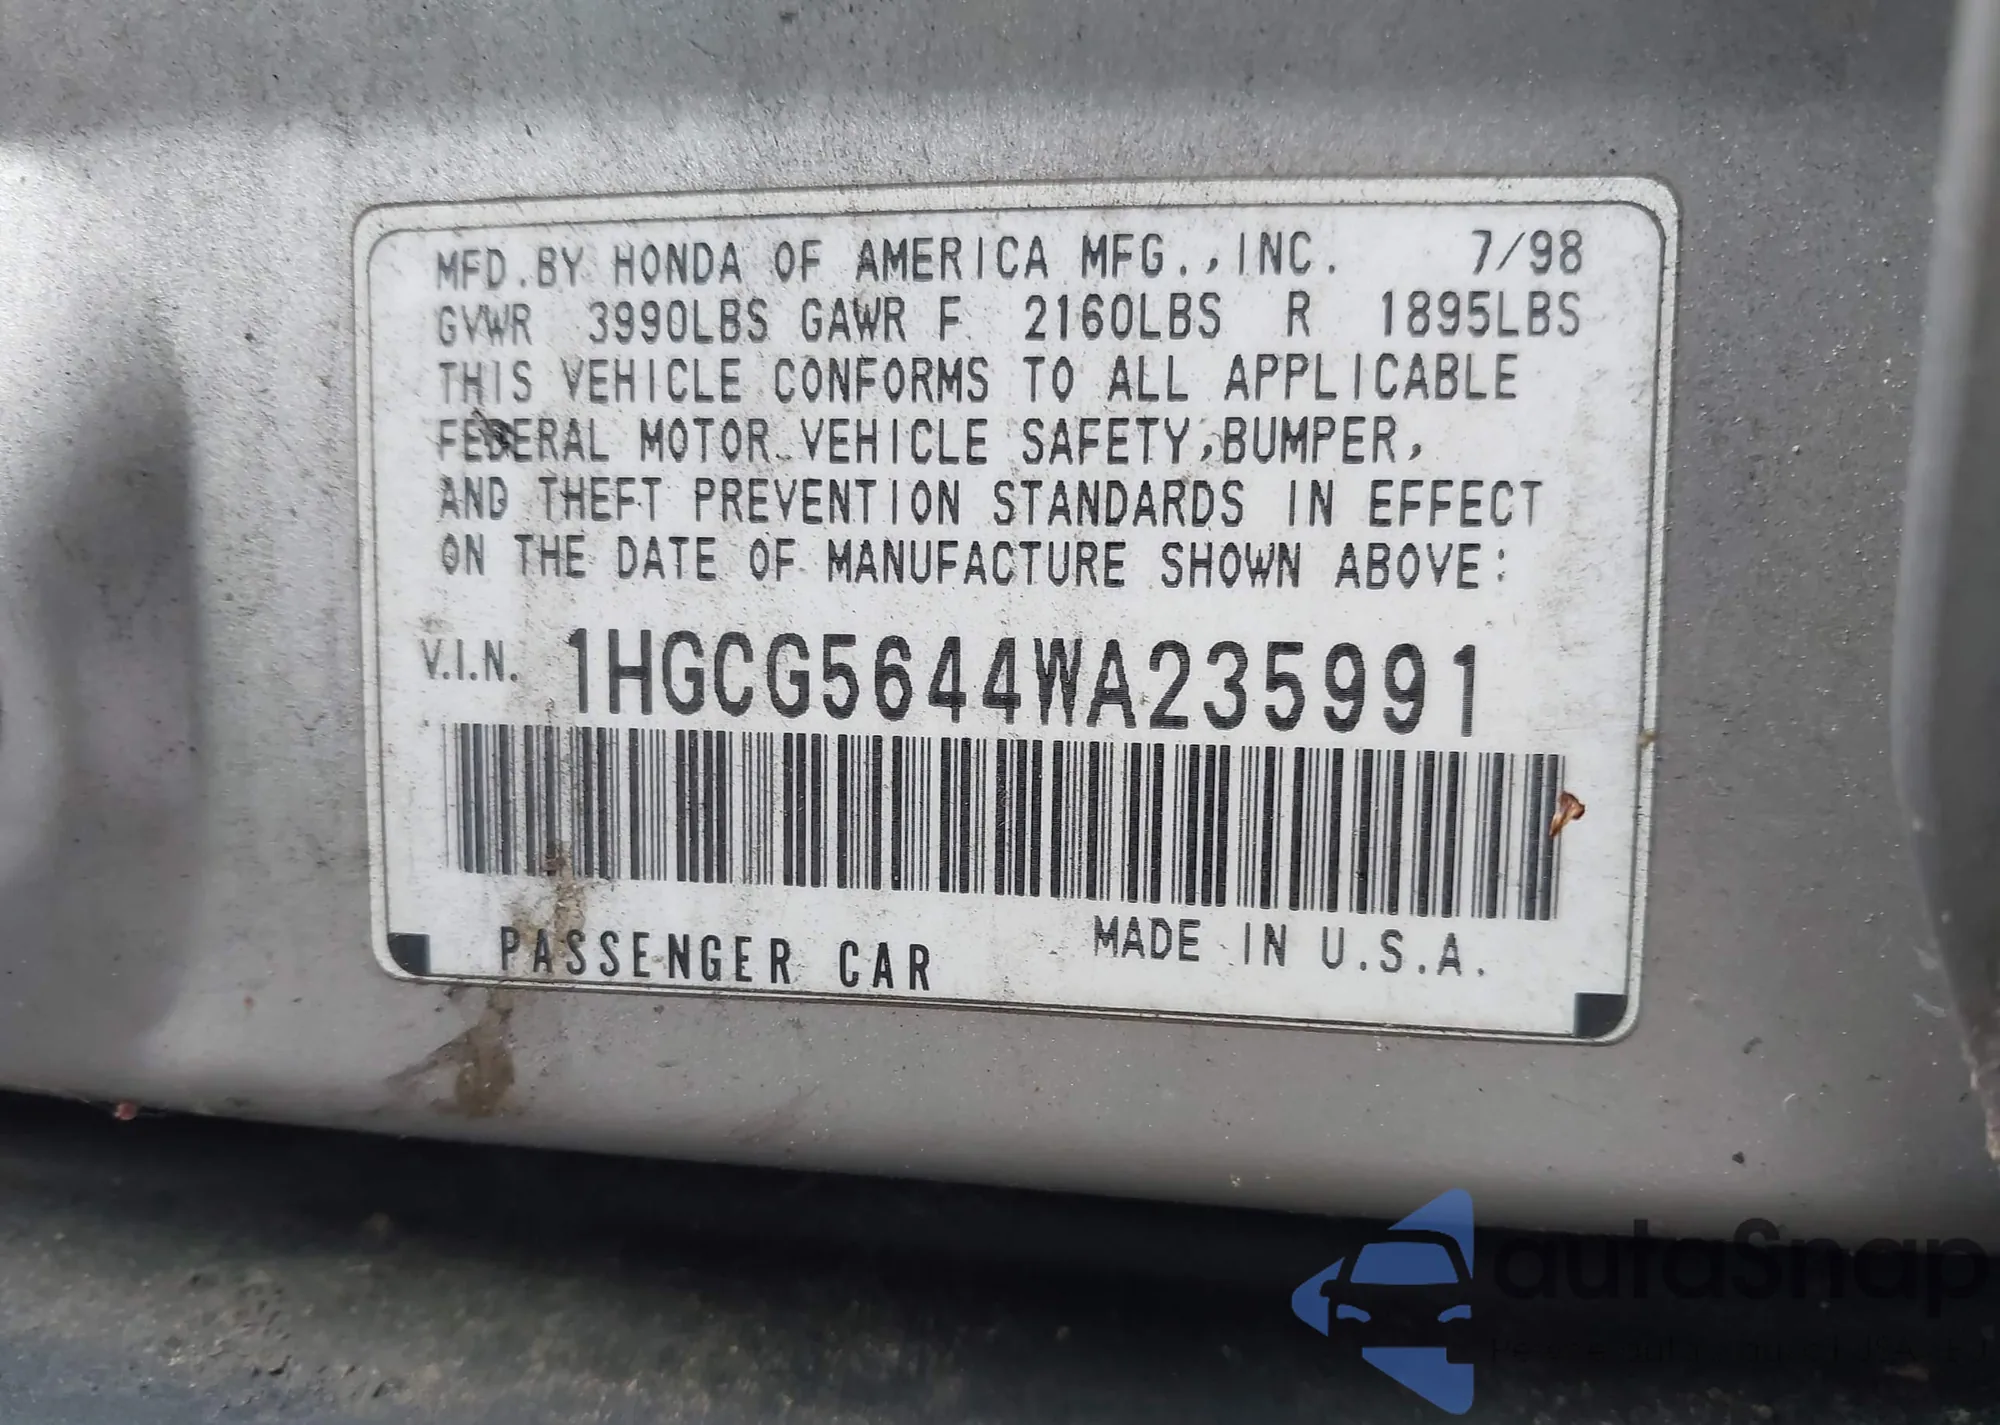 MFD.BY HONDA OF AMERICA MFG.,INC. 7/98
GVWR 3990LBS GAWR F 2160LBS R 1895LBS
THIS VEHICLE CONFORMS TO ALL APPLICABLE
FEDERAL MOTOR VEHICLE SAFETY,BUMPER,
AND THEFT PREVENTION STANDARDS IN EFFECT
ON THE DATE OF MANUFACTURE SHOWN ABOVE:
V.I.N. 1HGCG5644WA235991
PASSENGER CAR MADE IN U.S.A.
autaSnap